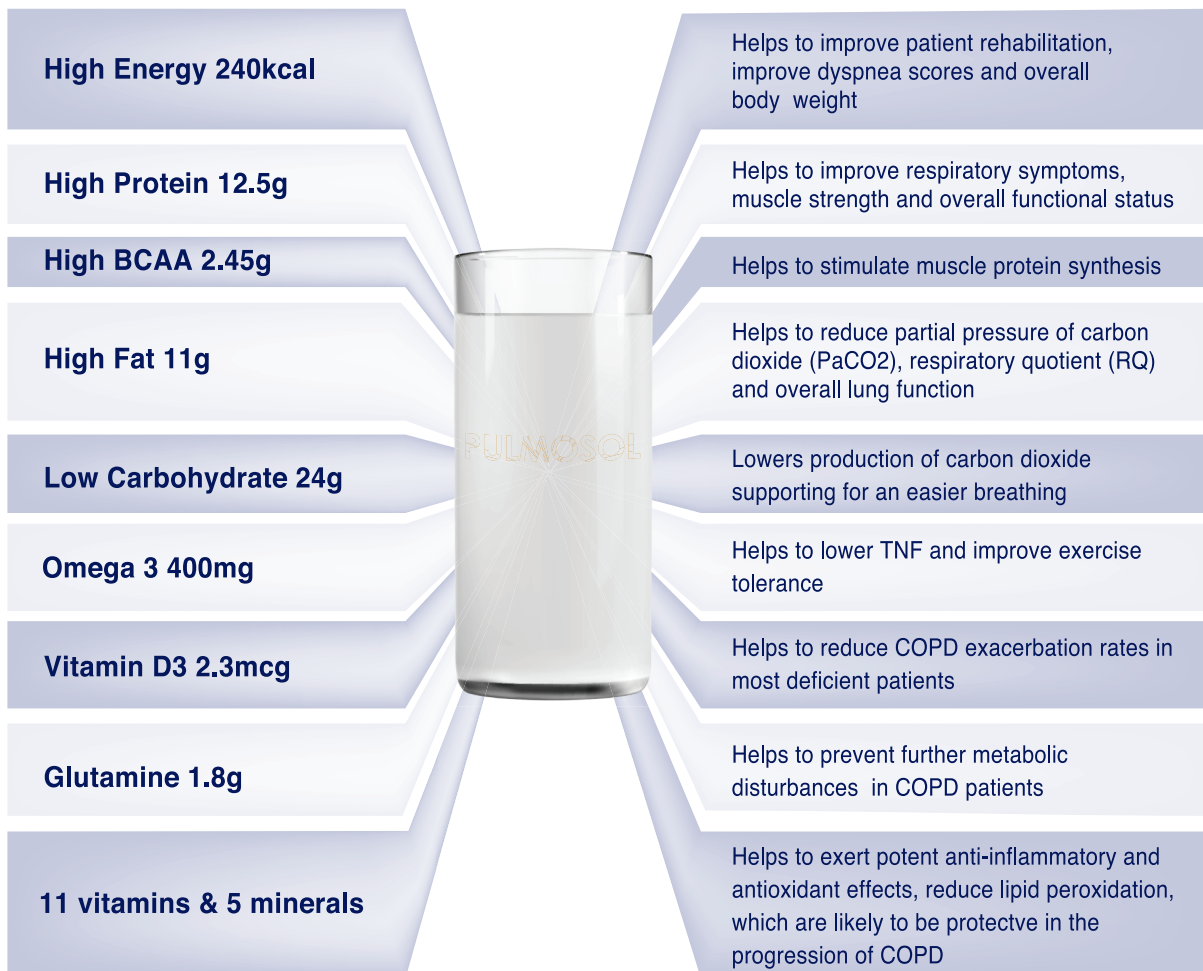 High Energy 240kcal
Helps to improve patient rehabilitation,
improve dyspnea scores and overall
body weight
High Protein 12.5g
Helps to improve respiratory symptoms,
muscle strength and overall functional status
High BCAA 2.45g
Helps to stimulate muscle protein synthesis
High Fat 11g
Helps to reduce partial pressure of carbon
dioxide (PaCO2), respiratory quotient (RQ)
and overall lung function
PULMOSOL
Low Carbohydrate 24g
Lowers production of carbon dioxide
supporting for an easier breathing
Omega 3 400mg
Helps to lower TNF and improve exercise
tolerance
Vitamin D3 2.3mcg
Helps to reduce COPD exacerbation rates in
most deficient patients
Glutamine 1.8g
Helps to prevent further metabolic
disturbances in COPD patients
11 vitamins & 5 minerals
Helps to exert potent anti-inflammatory and
antioxidant effects, reduce lipid peroxidation,
which are likely to be protectve in the
progression of COPD